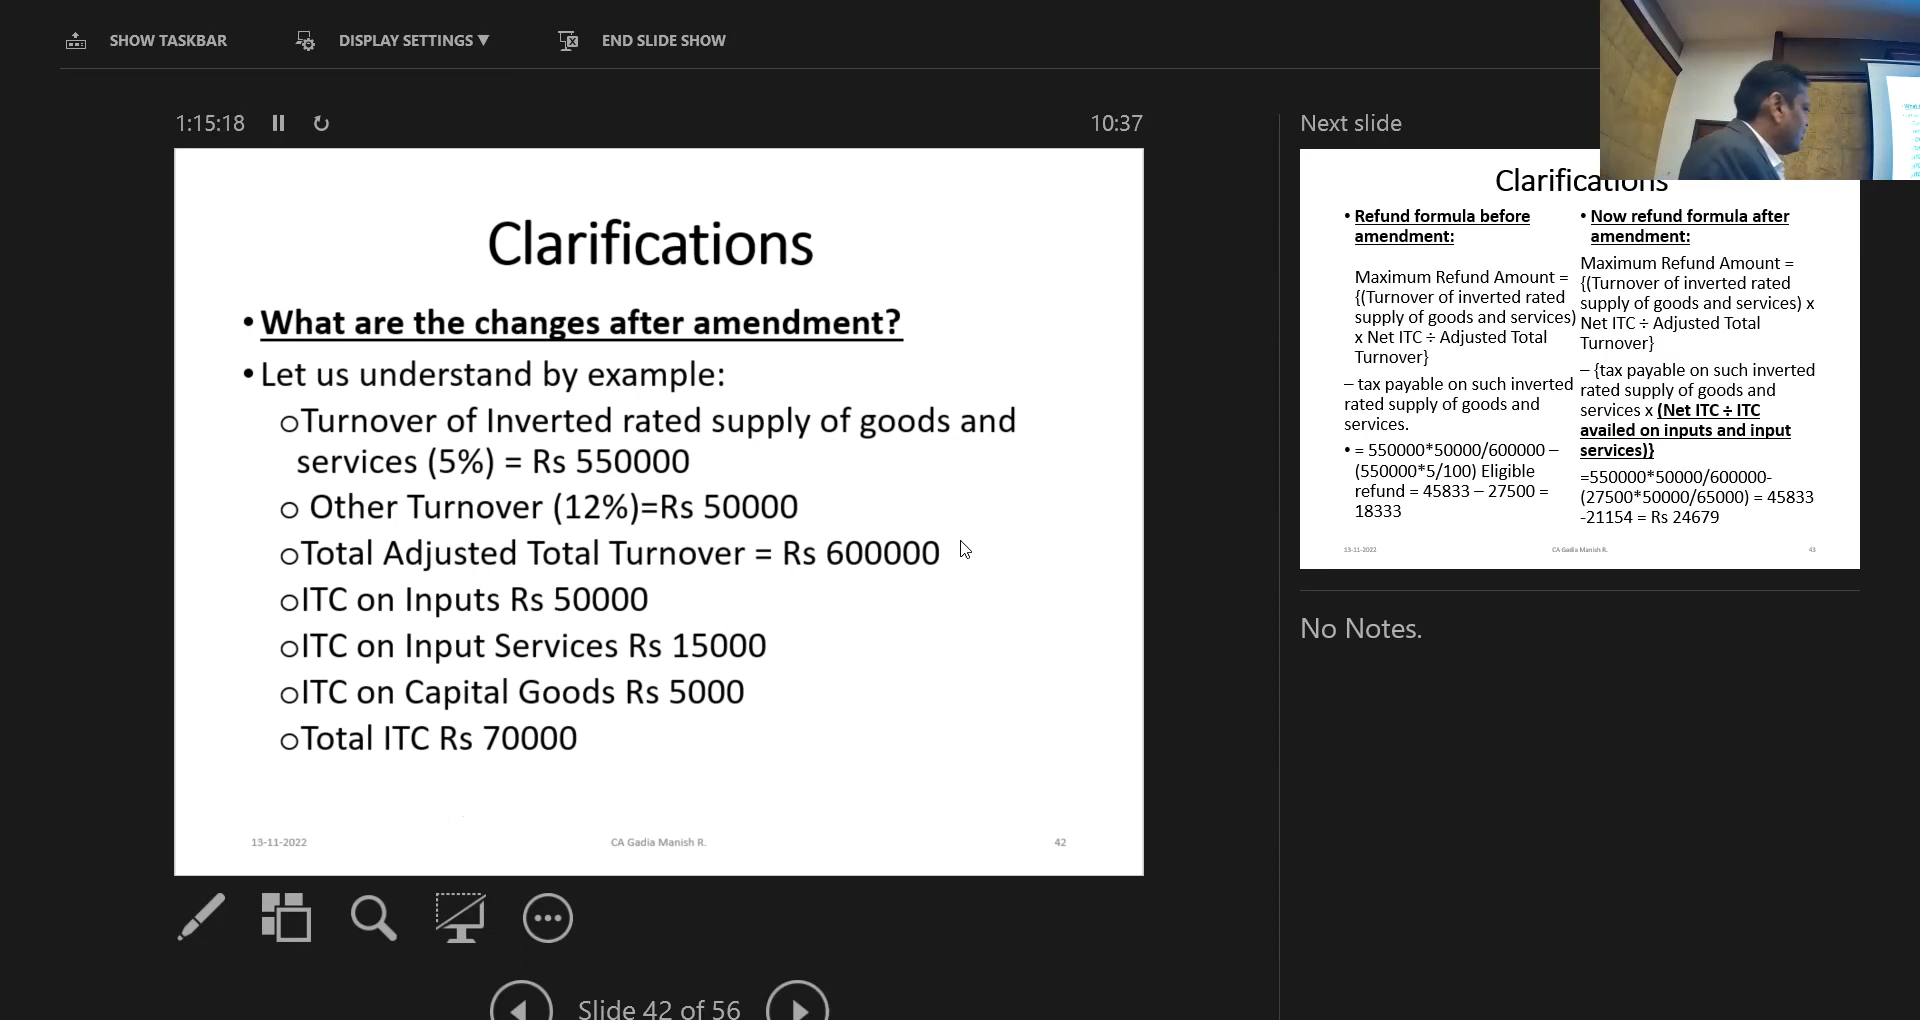 SHOW TASKBAR
DISPLAY SETTINGS ▼
END SLIDE SHOW
1:15:18
10:37
Next slide
Clarifications
• What are the changes after amendment?
• Let us understand by example:
oTurnover of Inverted rated supply of goods and
services (5%) = Rs 550000
o Other Turnover (12%)=Rs 50000
oTotal Adjusted Total Turnover = Rs 600000
oITC on Inputs Rs 50000
oITC on Input Services Rs 15000
oITC on Capital Goods Rs 5000
oTotal ITC Rs 70000
13-11-2022
CA Gadia Manish R.
42
Clarifications
• Refund formula before
amendment:
Maximum Refund Amount =
{(Turnover of inverted rated
supply of goods and services)
x Net ITC ÷ Adjusted Total
Turnover}
– tax payable on such inverted
rated supply of goods and
services.
• = 550000*50000/600000 –
(550000*5/100) Eligible
refund = 45833 – 27500 =
18333
• Now refund formula after
amendment:
Maximum Refund Amount =
{(Turnover of inverted rated
supply of goods and services) x
Net ITC ÷ Adjusted Total
Turnover}
– {tax payable on such inverted
rated supply of goods and
services x (Net ITC ÷ ITC
availed on inputs and input
services)}
=550000*50000/600000-
(27500*50000/65000) = 45833
-21154 = Rs 24679
13-11-2022
CA Gadia Manish R.
43
No Notes.
Slide 42 of 56